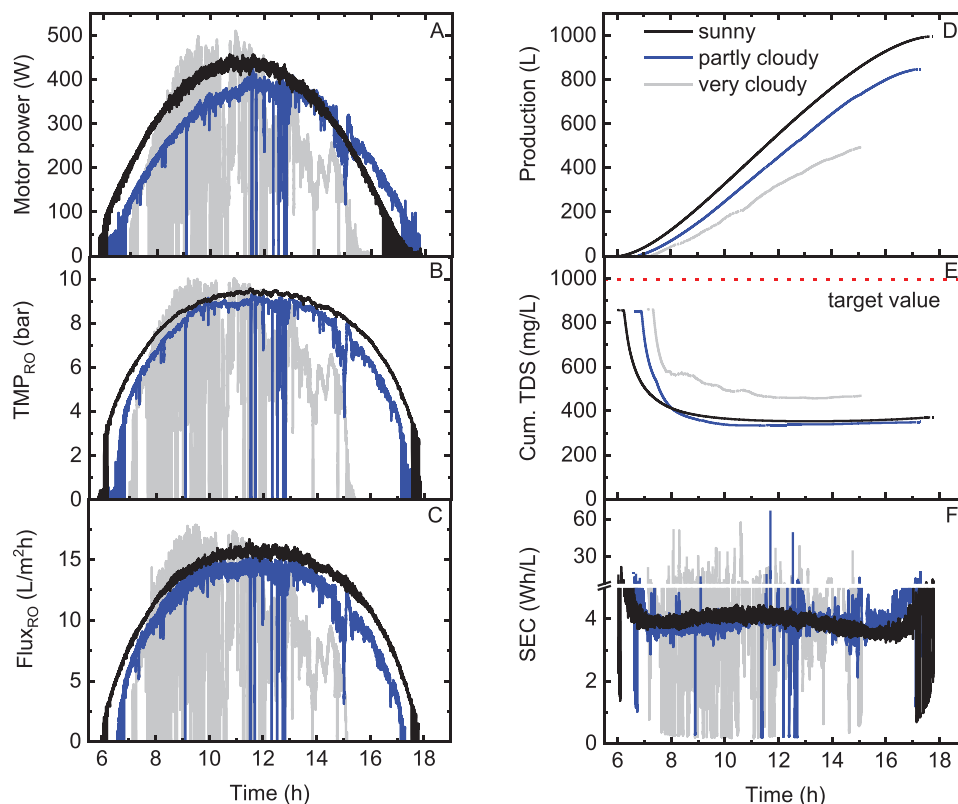 A
500
400
300
200
100
0
Motor power (W)
B
10
8
6
4
2
0
TMP_RO (bar)
C
15
10
5
0
Flux_RO (L/m²h)
6 8 10 12 14 16 18
Time (h)
D
sunny
partly cloudy
very cloudy
1000
800
600
400
200
0
Production (L)
E
target value
1000
800
600
400
200
0
Cum. TDS (mg/L)
F
60
30
4
2
0
SEC (Wh/L)
6 8 10 12 14 16 18
Time (h)